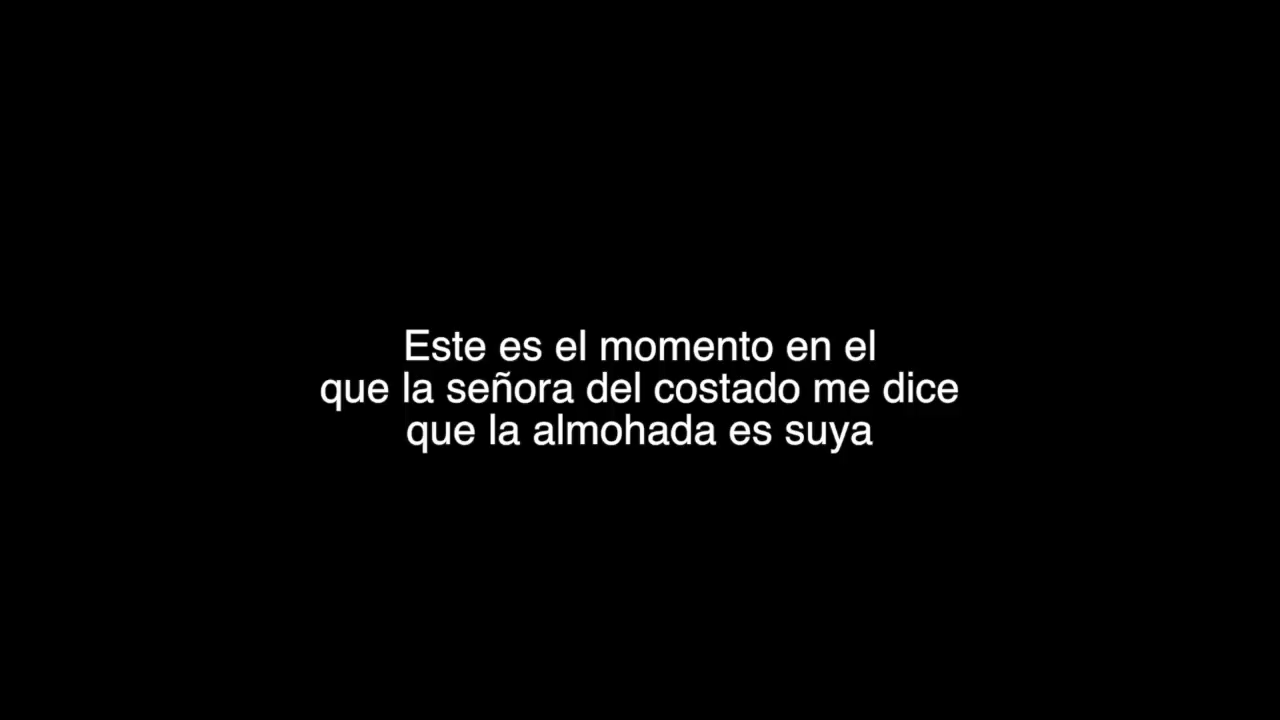 Este es el momento en el
que la señora del costado me dice
que la almohada es suya